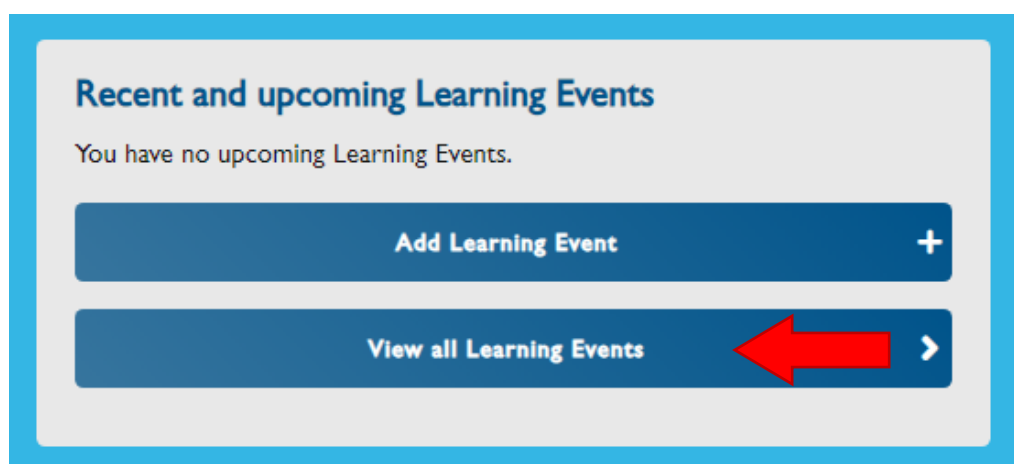 Recent and upcoming Learning Events
You have no upcoming Learning Events.
Add Learning Event +
View all Learning Events